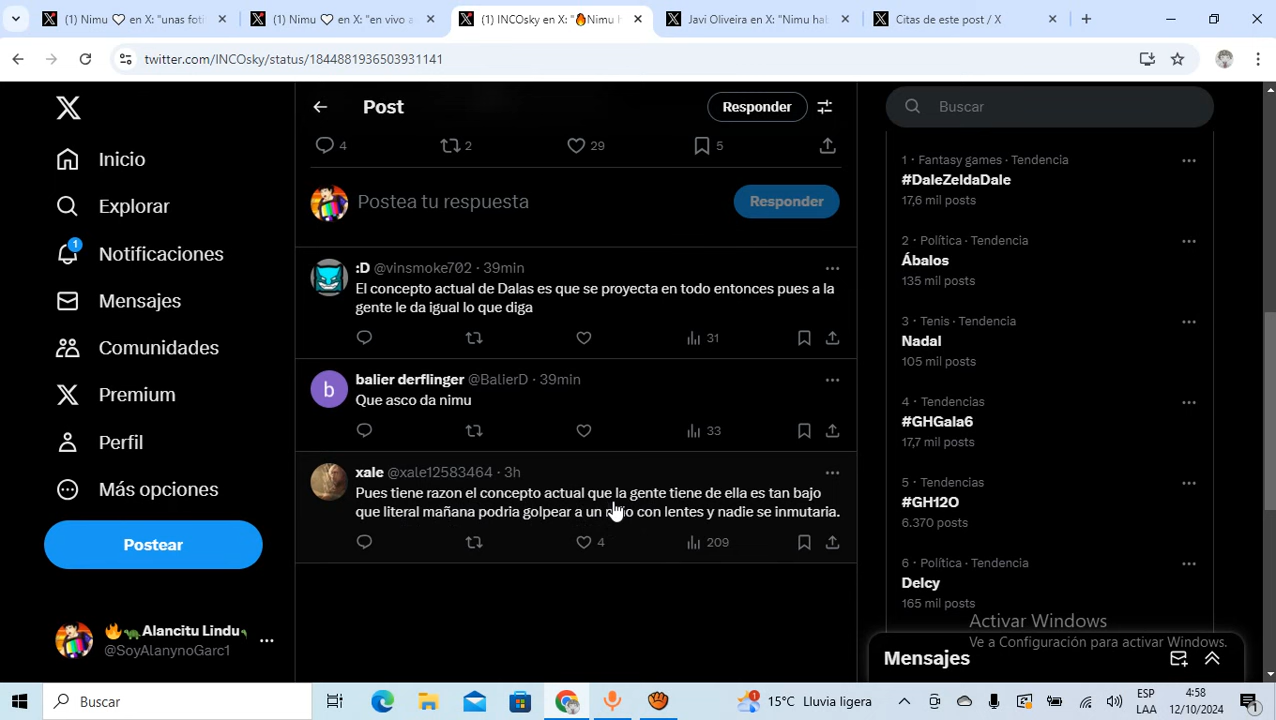 (1) Nimu ♡ en X: "unas foti
(1) Nimu ♡ en X: "en vivo a
(1) INCOsky en X: "🔥Nimu h
Javi Oliveira en X: "Nimu hab
Citas de este post / X
twitter.com/INCOsky/status/1844881936503931141
Post
Responder
Buscar
4
2
29
5
Inicio
Explorar
1
Notificaciones
Mensajes
Comunidades
Premium
Perfil
Más opciones
Postear
🔥🐢Alancitu Lindu
@SoyAlanynoGarc1
Postea tu respuesta
Responder
:D @vinsmoke702 · 39min
El concepto actual de Dalas es que se proyecta en todo entonces pues a la
gente le da igual lo que diga
31
b
balier derflinger @BalierD · 39min
Que asco da nimu
33
xale @xale12583464 · 3h
Pues tiene razon el concepto actual que la gente tiene de ella es tan bajo
que literal mañana podria golpear a un con lentes y nadie se inmutaria.
4
209
1 · Fantasy games · Tendencia
#DaleZeldaDale
17,6 mil posts
2 · Política · Tendencia
Ábalos
135 mil posts
3 · Tenis · Tendencia
Nadal
105 mil posts
4 · Tendencias
#GHGala6
17,7 mil posts
5 · Tendencias
#GH12O
6.370 posts
6 · Política · Tendencia
Delcy
165 mil posts
Activar Windows
Ve a Configuración para activar Windows.
Mensajes
Buscar
1
15°C Lluvia ligera
ESP
LAA
4:58
12/10/2024
1